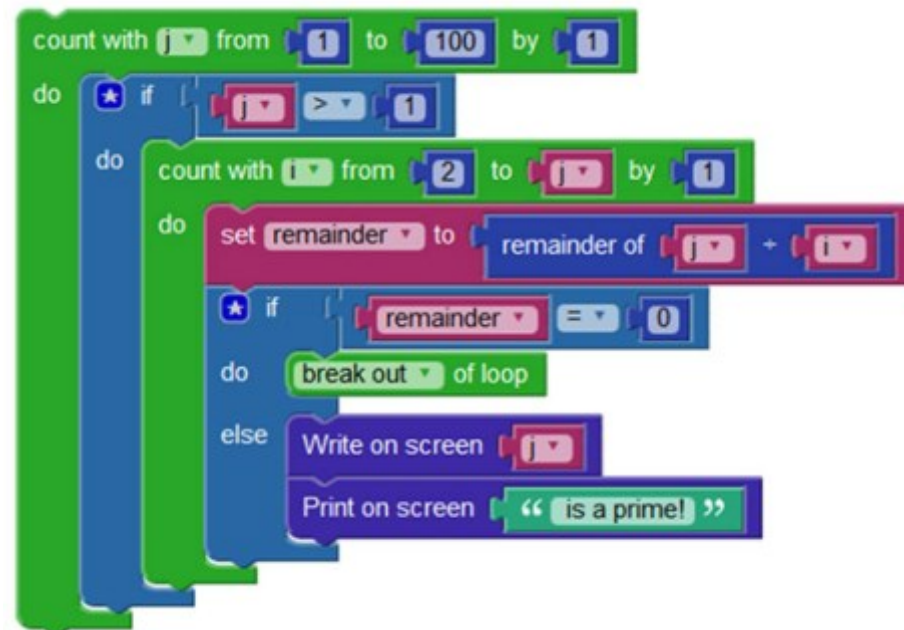 count with j from 1 to 100 by 1
do if j > 1
do count with i from 2 to j by 1
do set remainder to remainder of j ÷ i
if remainder = 0
do break out of loop
else Write on screen j
Print on screen “ is a prime! ”